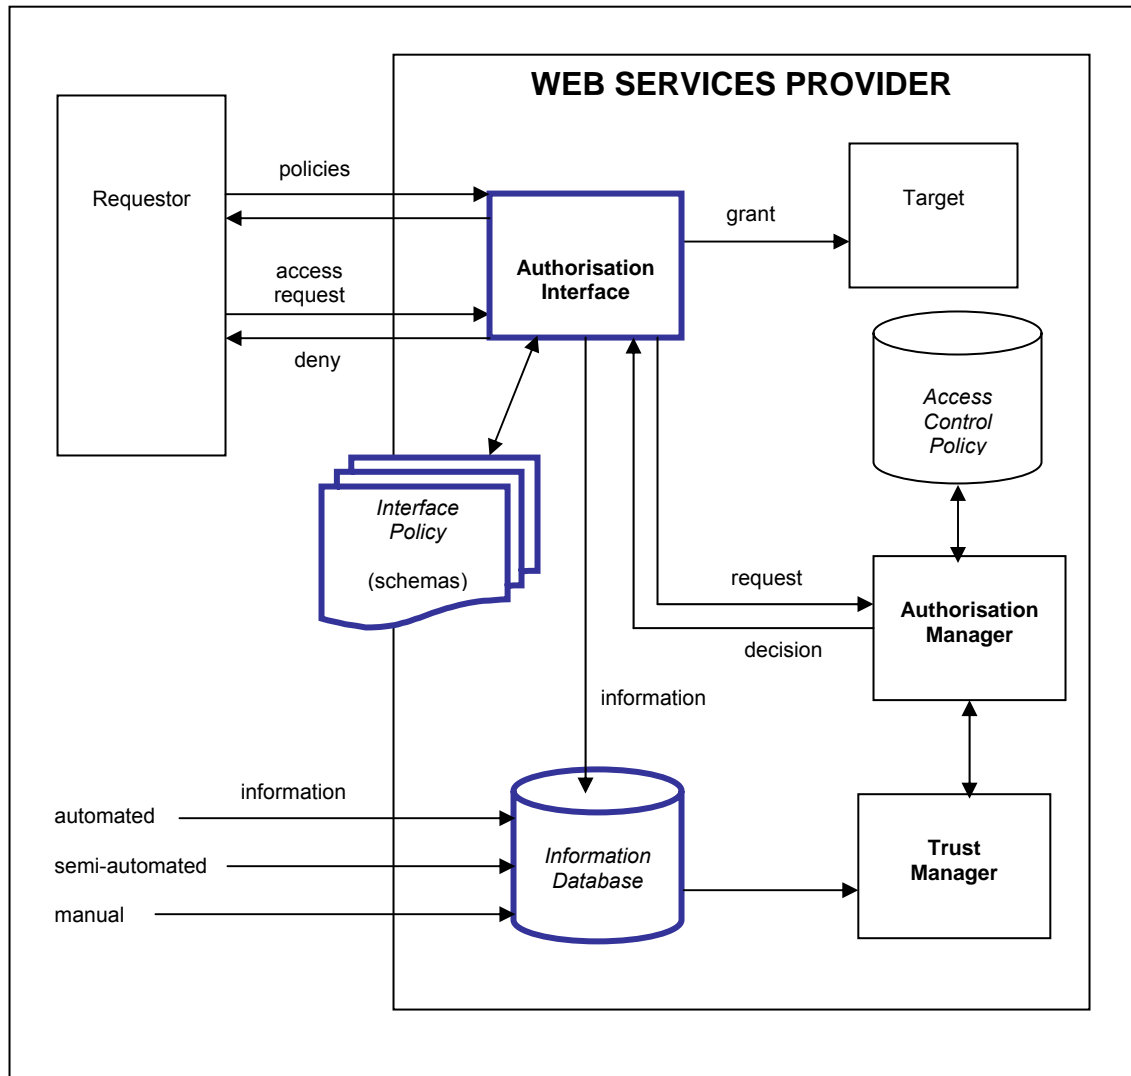 WEB SERVICES PROVIDER
Requestor
policies
access
request
deny
Authorisation
Interface
grant
Target
Access
Control
Policy
Interface
Policy
(schemas)
request
decision
Authorisation
Manager
information
information
automated
semi-automated
manual
Information
Database
Trust
Manager